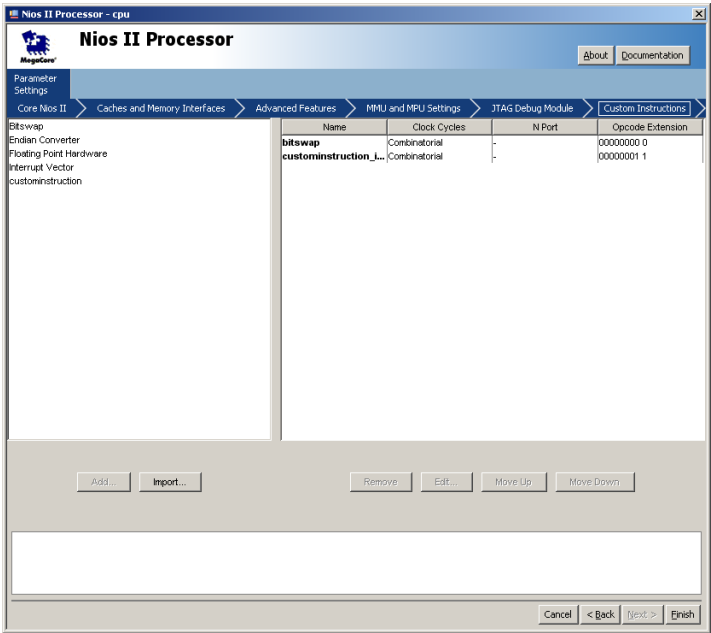 Nios II Processor - cpu
Nios II Processor
MegaCore'
About Documentation
Parameter
Settings
Core Nios II Caches and Memory Interfaces Advanced Features MMU and MPU Settings JTAG Debug Module Custom Instructions
Bitswap
Endian Converter
Floating Point Hardware
Interrupt Vector
custominstruction
Name Clock Cycles N Port Opcode Extension
bitswap Combinatorial - 00000000 0
custominstruction_i... Combinatorial - 00000001 1
Add... Import... Remove Edit... Move Up Move Down
Cancel < Back Next > Finish